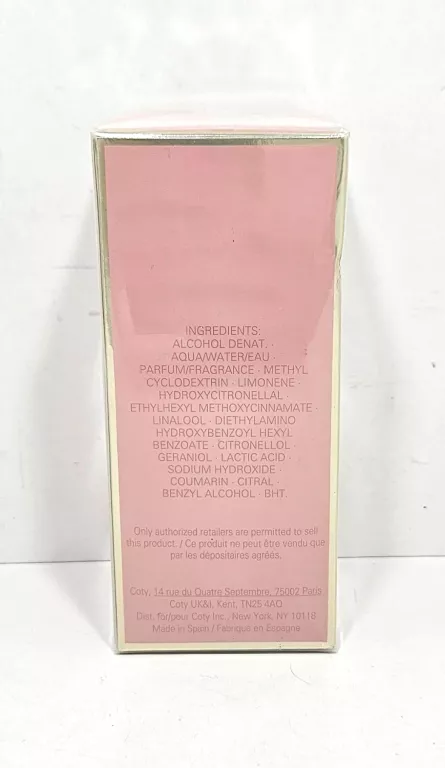 INGREDIENTS:
ALCOHOL DENAT. ·
AQUA/WATER/EAU ·
PARFUM/FRAGRANCE · METHYL
CYCLODEXTRIN · LIMONENE ·
HYDROXYCITRONELLAL ·
ETHYLHEXYL METHOXYCINNAMATE ·
LINALOOL · DIETHYLAMINO
HYDROXYBENZOYL HEXYL
BENZOATE · CITRONELLOL ·
GERANIOL · LACTIC ACID ·
SODIUM HYDROXIDE ·
COUMARIN · CITRAL ·
BENZYL ALCOHOL · BHT.
Only authorized retailers are permitted to sell
this product. / Ce produit ne peut être vendu que
par les dépositaires agréés.
Coty, 14 rue du Quatre Septembre, 75002 Paris
Coty UK&I, Kent, TN25 4AQ
Distr. for/pour Coty Inc., New York, NY 10118
Made in Spain / Fabriqué en Espagne